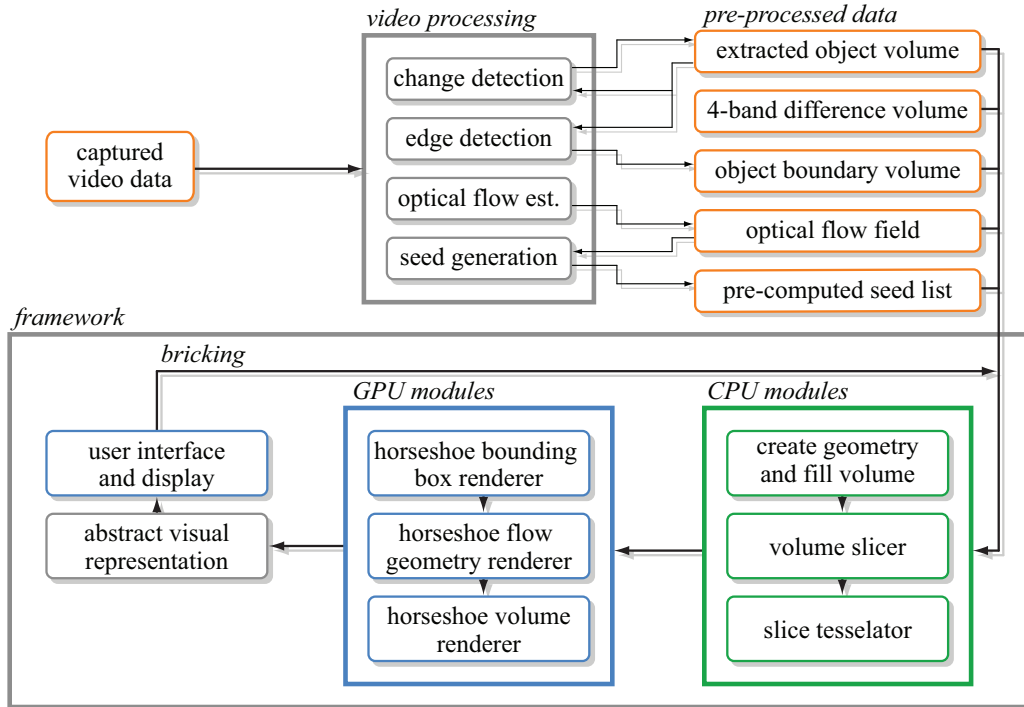 video processing
pre-processed data
change detection
edge detection
optical flow est.
seed generation
extracted object volume
4-band difference volume
object boundary volume
optical flow field
pre-computed seed list
captured
video data
framework
bricking
GPU modules
CPU modules
user interface
and display
abstract visual
representation
horseshoe bounding
box renderer
horseshoe flow
geometry renderer
horseshoe volume
renderer
create geometry
and fill volume
volume slicer
slice tesselator